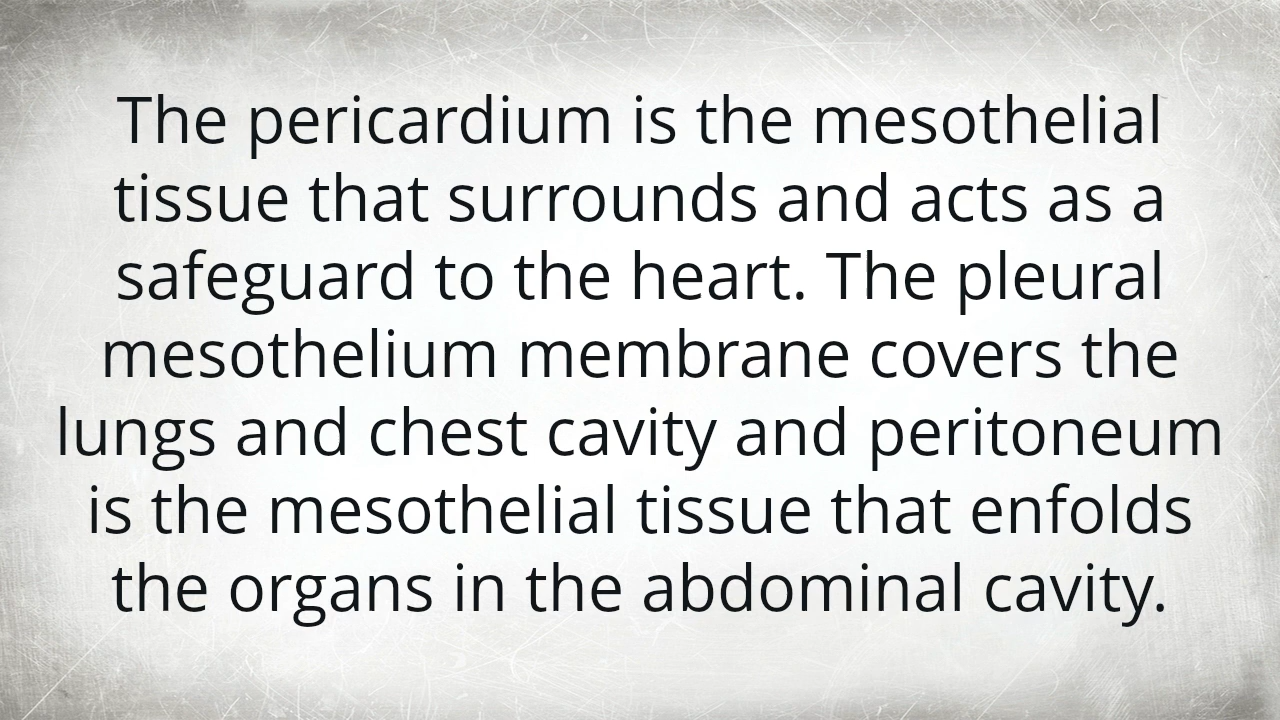 The pericardium is the mesothelial
tissue that surrounds and acts as a
safeguard to the heart. The pleural
mesothelium membrane covers the
lungs and chest cavity and peritoneum
is the mesothelial tissue that enfolds
the organs in the abdominal cavity.